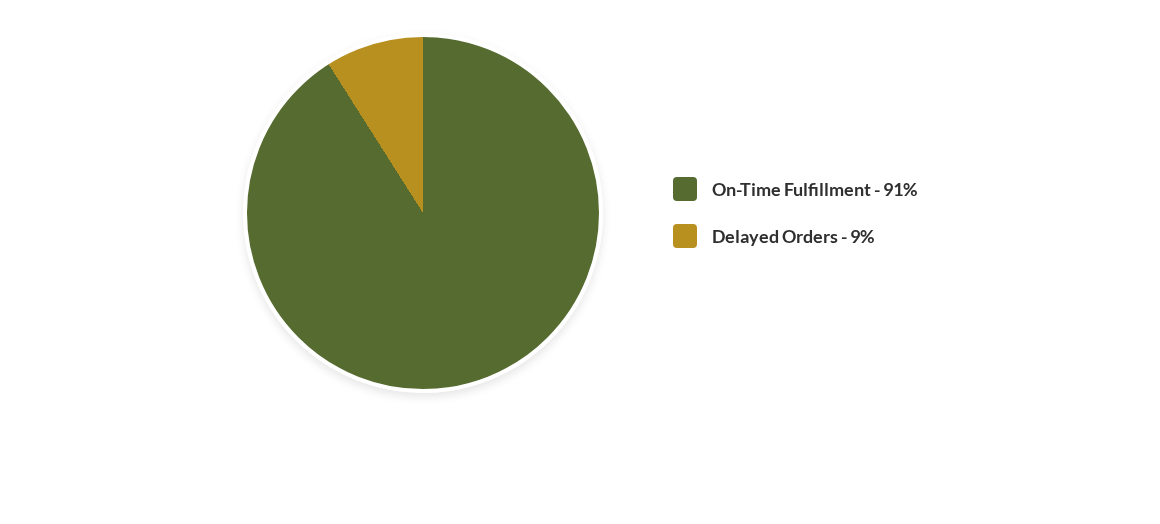 On-Time Fulfillment - 91%
Delayed Orders - 9%